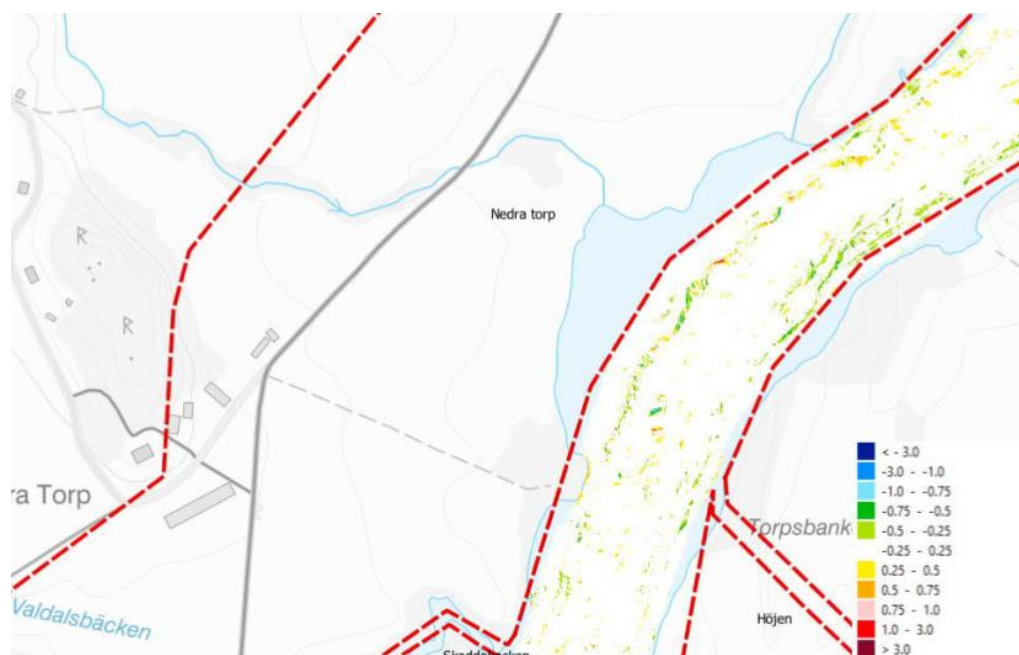 Nedra torp
ra Torp
Valdalsbäcken
Torpsbank
Höjen
< - 3.0
-3.0 - -1.0
-1.0 - -0.75
-0.75 - -0.5
-0.5 - -0.25
-0.25 - 0.25
0.25 - 0.5
0.5 - 0.75
0.75 - 1.0
1.0 - 3.0
> 3.0